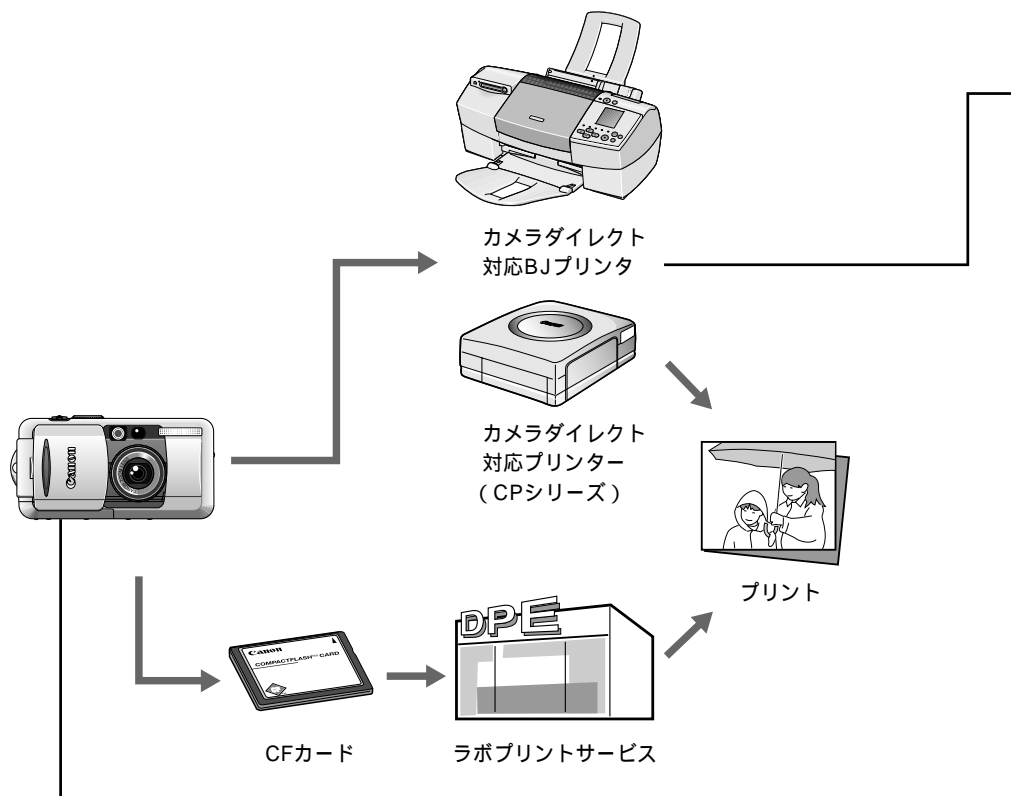 カメラダイレクト
対応BJプリンタ
Canon
カメラダイレクト
対応プリンター
(CPシリーズ)
Canon
プリント
DPE
Canon
COMPACTFLASH™ CARD
CFカード
ラボプリントサービス